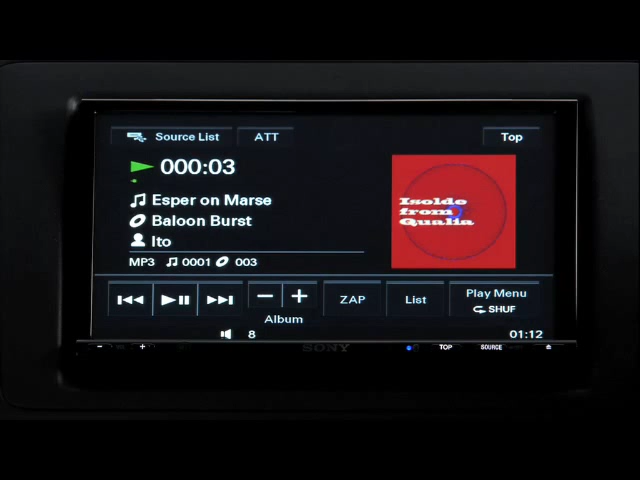 Source List ATT Top
000:03
Esper on Marse
Baloon Burst
Ito
MP3 0001 003
Isoldo
from
Qualia
ZAP List Play Menu
SHUF
Album
8 01:12
SONY
- + TOP SOURCE